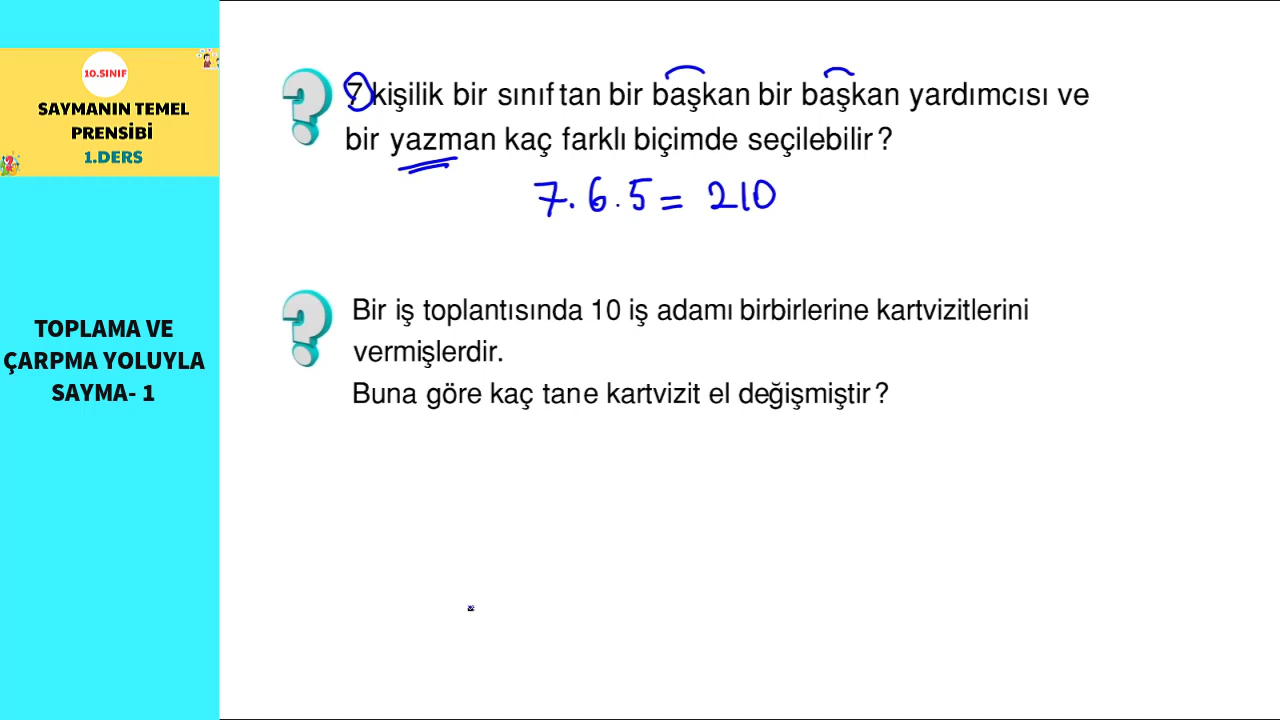 10.SINIF
SAYMANIN TEMEL
PRENSİBİ
1.DERS
TOPLAMA VE
ÇARPMA YOLUYLA
SAYMA- 1
7 kişilik bir sınıftan bir başkan bir başkan yardımcısı ve
bir yazman kaç farklı biçimde seçilebilir?
7.6.5 = 210
Bir iş toplantısında 10 iş adamı birbirlerine kartvizitlerini
vermişlerdir.
Buna göre kaç tane kartvizit el değişmiştir?